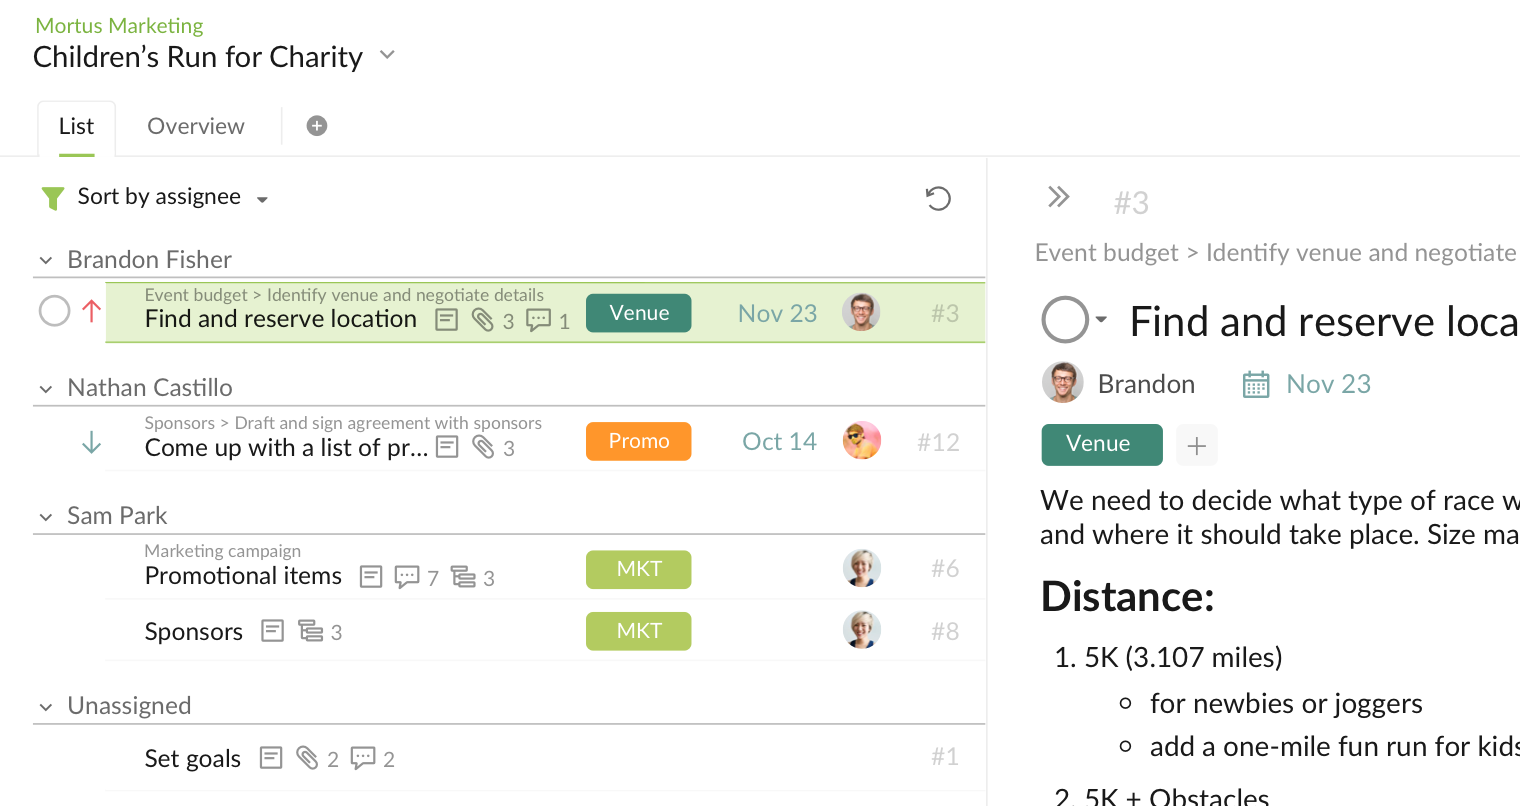 Mortus Marketing
Children’s Run for Charity
List
Overview
Sort by assignee
Brandon Fisher
Event budget > Identify venue and negotiate details
Find and reserve location 3 1 Venue Nov 23 #3
Nathan Castillo
Sponsors > Draft and sign agreement with sponsors
Come up with a list of pr... 3 Promo Oct 14 #12
Sam Park
Marketing campaign
Promotional items 7 3 MKT #6
Sponsors 3 MKT #8
Unassigned
Set goals 2 2 #1
#3
Event budget > Identify venue and negotiate
Find and reserve loca
Brandon Nov 23
Venue
We need to decide what type of race w
and where it should take place. Size ma
Distance:
1. 5K (3.107 miles)
for newbies or joggers
add a one-mile fun run for kids
2. 5K + Obstacles